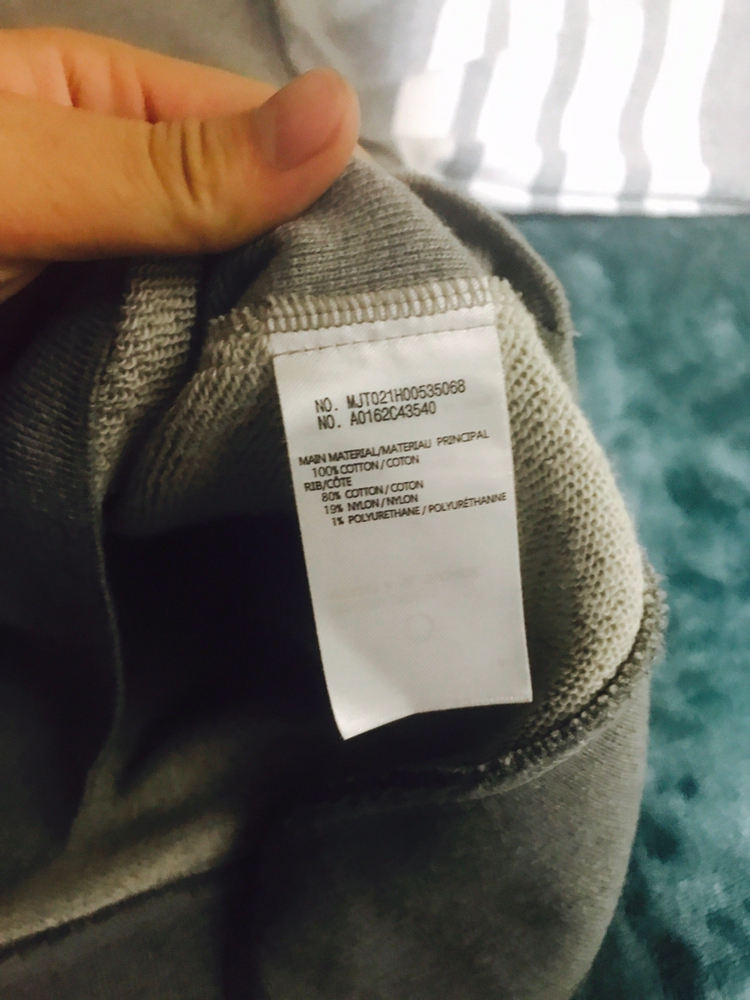 NO. MJT021H00535068
NO. A0162C43540
MAIN MATERIAL/MATERIAU PRINCIPAL
100% COTTON / COTON
RIB/CÔTE
80% COTTON / COTON
19% NYLON / NYLON
1% POLYURETHANE / POLYURÉTHANNE